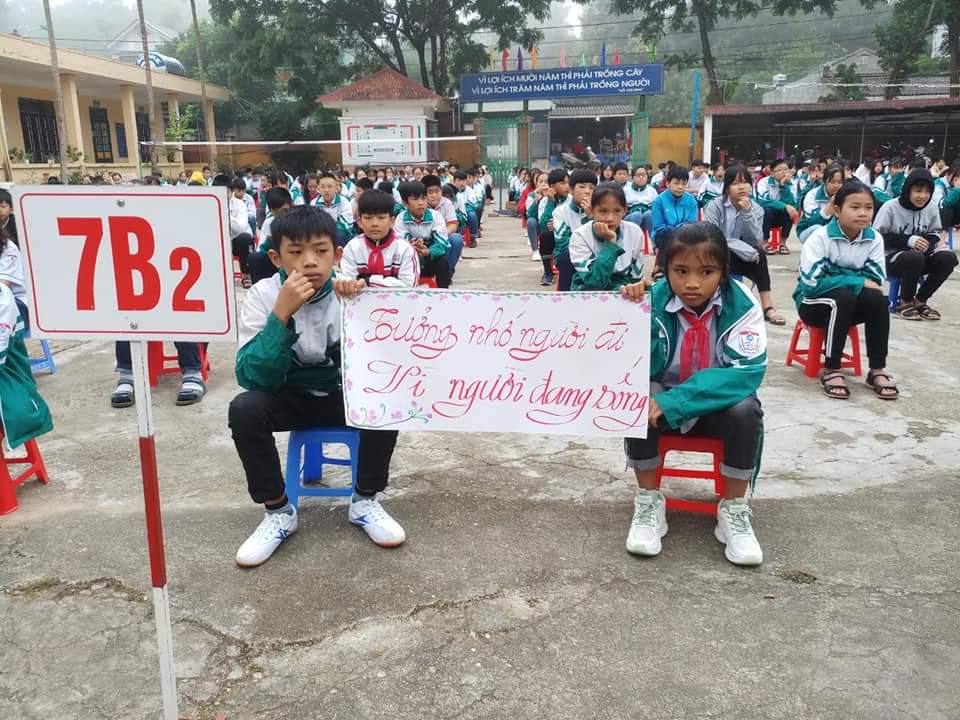 VÌ LỢI ÍCH MƯỜI NĂM THÌ PHẢI TRỒNG CÂY
VÌ LỢI ÍCH TRĂM NĂM THÌ PHẢI TRỒNG NGƯỜI
7B2
Tưởng nhớ người đi
Vì người đang sống